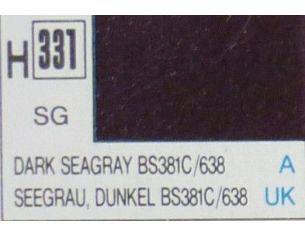 H 331
SG
DARK SEAGRAY BS381C/638 A
SEEGRAU, DUNKEL BS381C/638 UK